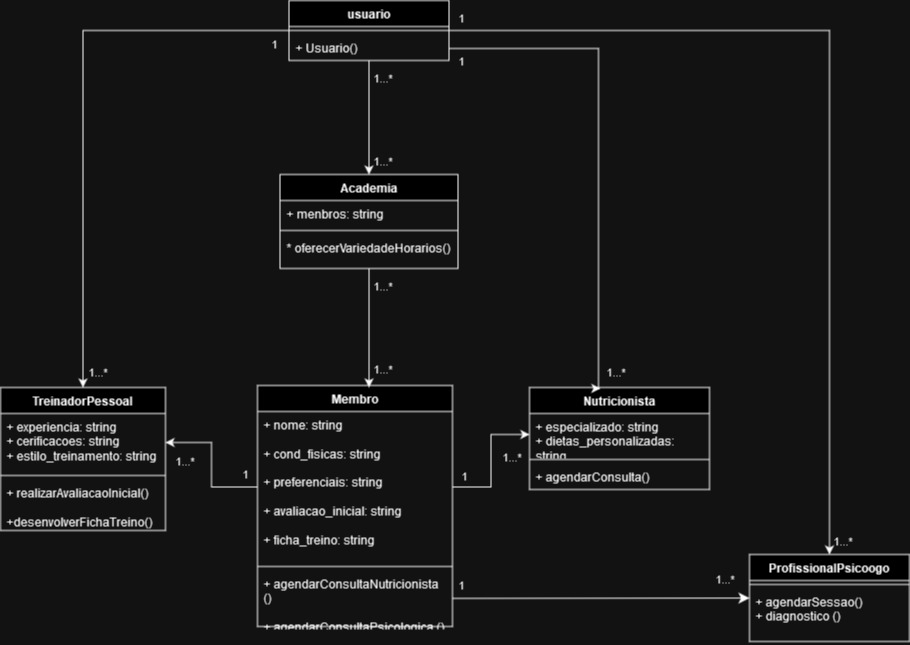 usuario
+ Usuario()
1
1
1
1...*
1...*
Academia
+ menbros: string
* oferecerVariedadeHorarios()
1...*
1...*
1...*
TreinadorPessoal
+ experiencia: string
+ cerificacoes: string
+ estilo_treinamento: string
+ realizarAvaliacaoInicial()
+desenvolverFichaTreino()
1...*
1
Membro
+ nome: string
+ cond_fisicas: string
+ preferenciais: string
+ avaliacao_inicial: string
+ ficha_treino: string
+ agendarConsultaNutricionista
()
+ agendarConsultaPsicologica ()
1
1...*
1...*
Nutricionista
+ especializado: string
+ dietas_personalizadas:
string
+ agendarConsulta()
1
1...*
1...*
ProfissionalPsicoogo
+ agendarSessao()
+ diagnostico ()